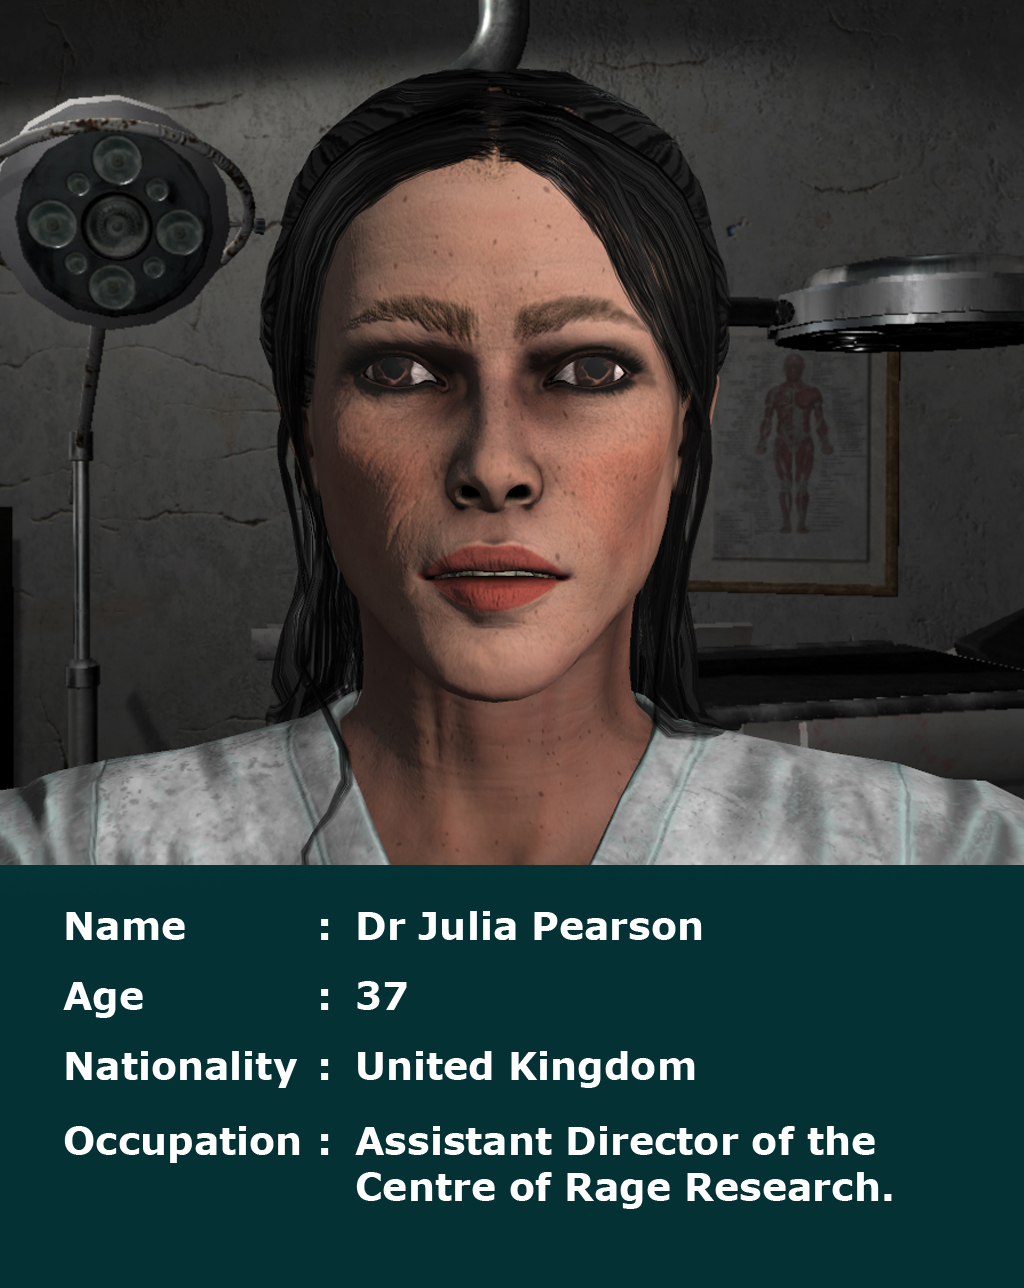 Name : Dr Julia Pearson
Age : 37
Nationality : United Kingdom
Occupation : Assistant Director of the
Centre of Rage Research.